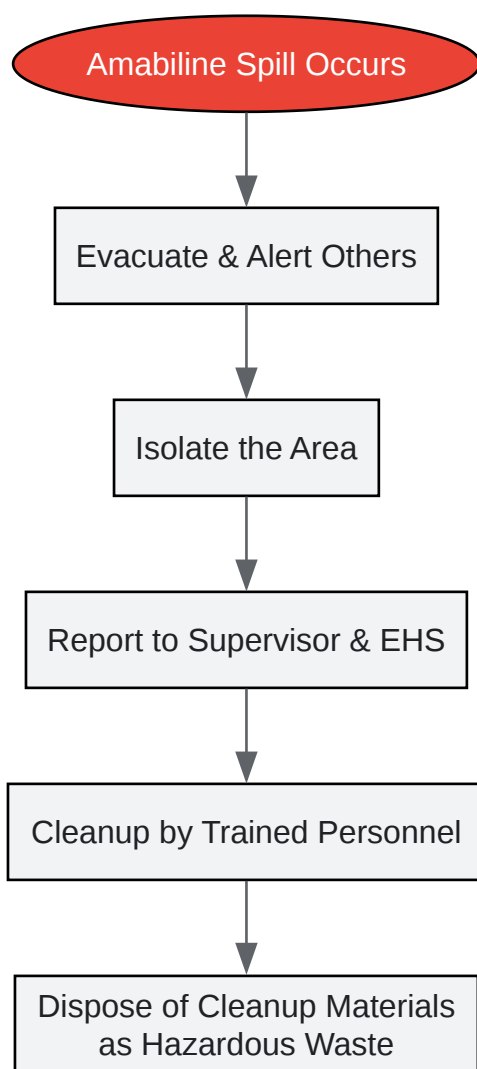 Amabiline Spill Occurs
Evacuate & Alert Others
Isolate the Area
Report to Supervisor & EHS
Cleanup by Trained Personnel
Dispose of Cleanup Materials
as Hazardous Waste